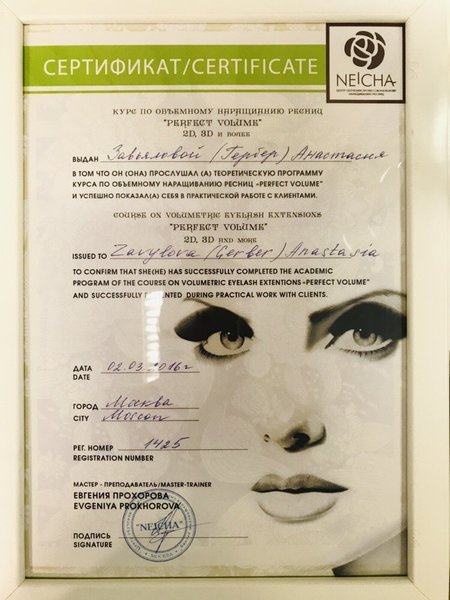 СЕРТИФИКАТ/CERTIFICATE
NEICHA
КУРС ПО ОБЪЕМНОМУ НАРАЩИВАНИЮ РЕСНИЦ
"PERFECT VOLUME"
2D, 3D И БОЛЕЕ
ВЫДАН Завьяловой (Гербер) Анастасия
В ТОМ ЧТО ОН (ОНА) ПРОСЛУШАЛ (А) ТЕОРЕТИЧЕСКУЮ ПРОГРАММУ
КУРСА ПО ОБЪЕМНОМУ НАРАЩИВАНИЮ РЕСНИЦ «PERFECT VOLUME"
И УСПЕШНО ПОКАЗАЛ(А) СЕБЯ В ПРАКТИЧЕСКОЙ РАБОТЕ С КЛИЕНТАМИ.
COURSE ON VOLUMETRIC EYELASH EXTENSIONS
"PERFECT VOLUME"
2D, 3D AND MORE
ISSUED TO Zavylova (Gerber) Anastasia
TO CONFIRM THAT SHE(HE) HAS SUCCESSFULLY COMPLETED THE ACADEMIC
PROGRAM OF THE COURSE ON VOLUMETRIC EYELASH EXTENTIONS «PERFECT VOLUME"
AND SUCCESSFULLY DURING PRACTICAL WORK WITH CLIENTS.
ДАТА 02.03.2016г
DATE
ГОРОД Москва
CITY Moscow
РЕГ. НОМЕР 1425
REGISTRATION NUMBER
МАСТЕР - ПРЕПОДАВАТЕЛЬ/MASTER-TRAINER
ЕВГЕНИЯ ПРОХОРОВА
EVGENIYA PROKHOROVA
"NEICHA"
МОСКВА
ПОДПИСЬ
SIGNATURE